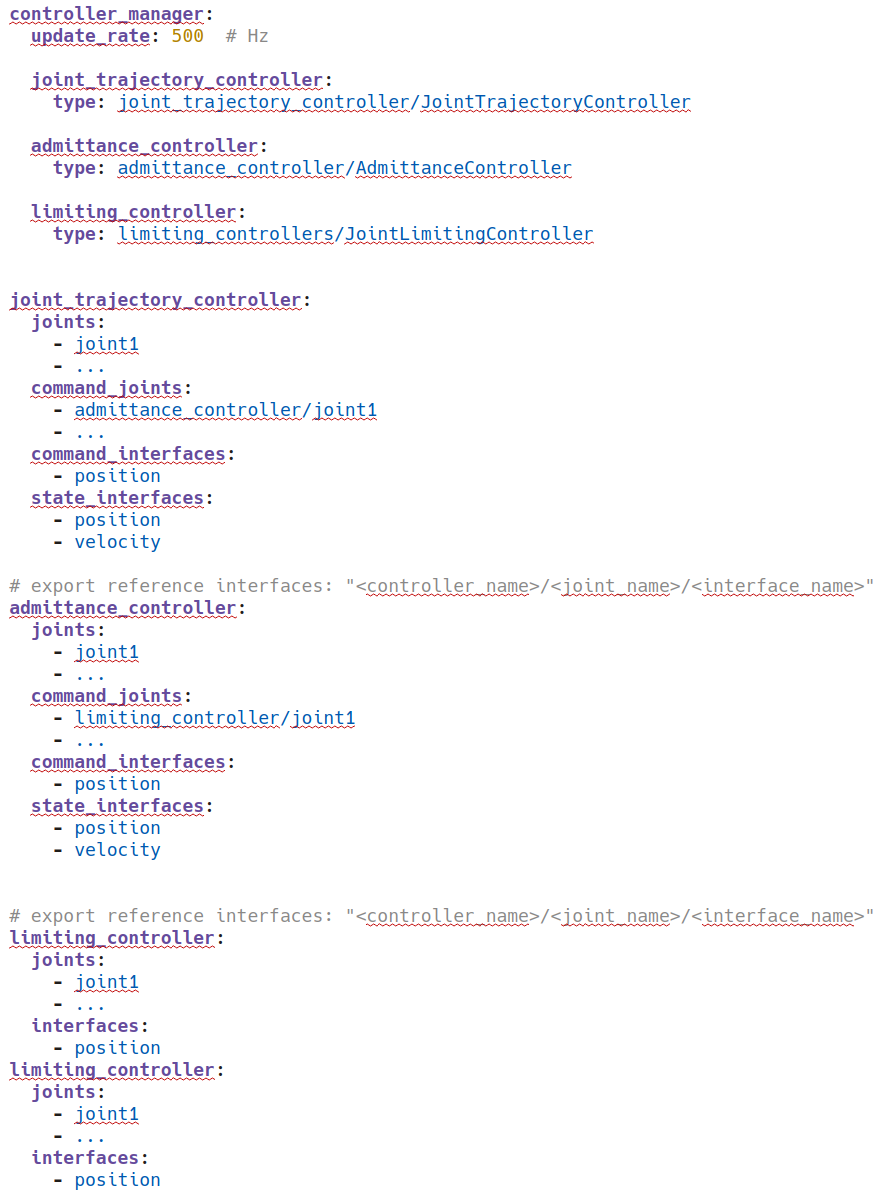 controller_manager:
  update_rate: 500  # Hz

  joint_trajectory_controller:
    type: joint_trajectory_controller/JointTrajectoryController

  admittance_controller:
    type: admittance_controller/AdmittanceController

  limiting_controller:
    type: limiting_controllers/JointLimitingController


joint_trajectory_controller:
  joints:
    - joint1
    - ...
  command_joints:
    - admittance_controller/joint1
    - ...
  command_interfaces:
    - position
  state_interfaces:
    - position
    - velocity

# export reference interfaces: "<controller_name>/<joint_name>/<interface_name>"
admittance_controller:
  joints:
    - joint1
    - ...
  command_joints:
    - limiting_controller/joint1
    - ...
  command_interfaces:
    - position
  state_interfaces:
    - position
    - velocity


# export reference interfaces: "<controller_name>/<joint_name>/<interface_name>"
limiting_controller:
  joints:
    - joint1
    - ...
  interfaces:
    - position
limiting_controller:
  joints:
    - joint1
    - ...
  interfaces:
    - position